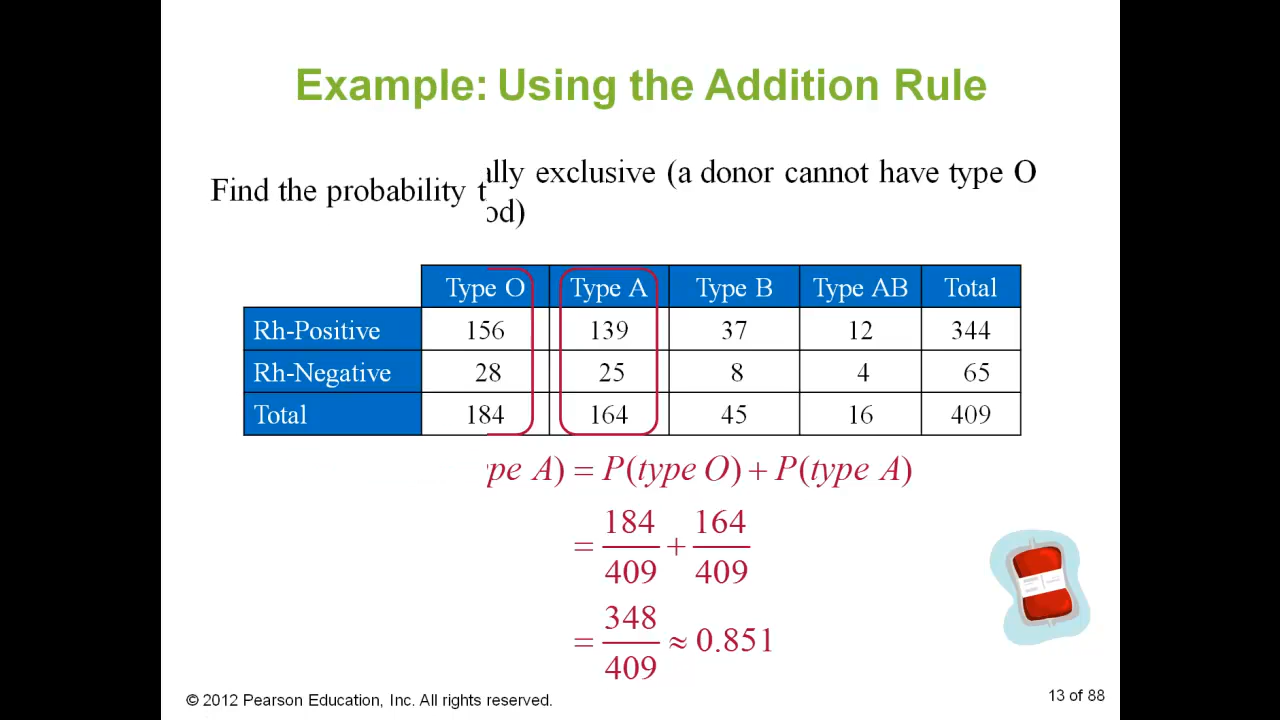 Example: Using the Addition Rule
ally exclusive (a donor cannot have type O
Find the probability t
od)
Type O Type A Type B Type AB Total
Rh-Positive 156 139 37 12 344
Rh-Negative 28 25 8 4 65
Total 184 164 45 16 409
pe A) = P(type O) + P(type A)
= 184/409 + 164/409
= 348/409 ≈ 0.851
© 2012 Pearson Education, Inc. All rights reserved.
13 of 88